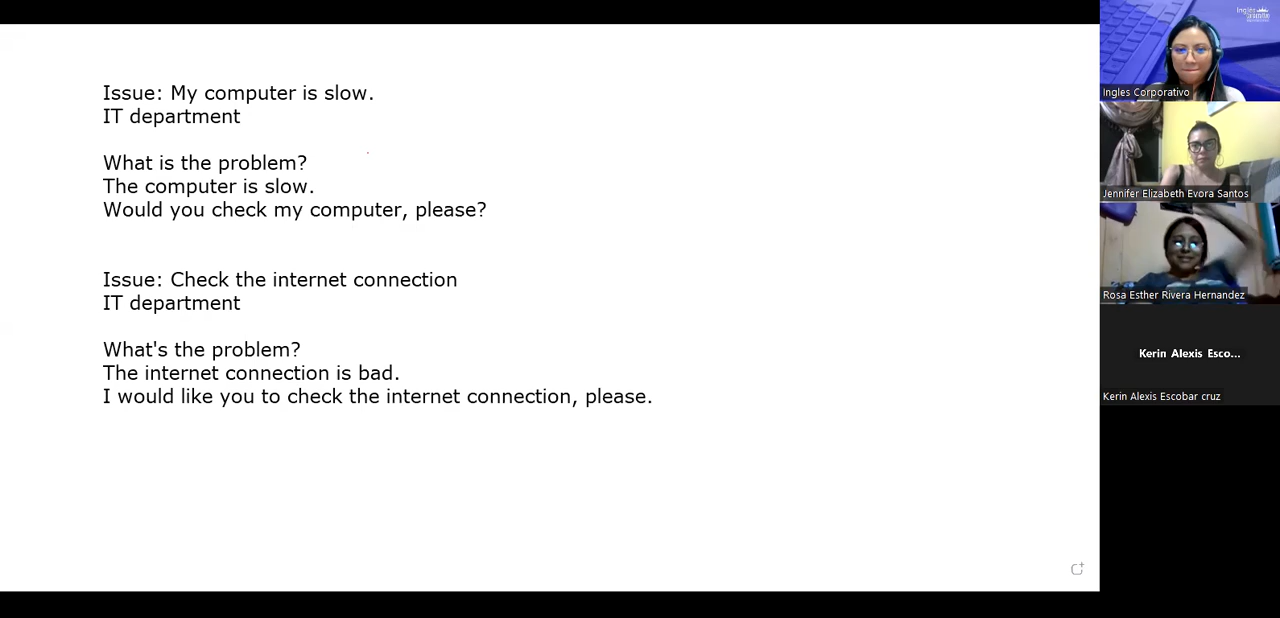 Issue: My computer is slow.
IT department
What is the problem?
The computer is slow.
Would you check my computer, please?
Issue: Check the internet connection
IT department
What's the problem?
The internet connection is bad.
I would like you to check the internet connection, please.
Ingles Corporativo
Jennifer Elizabeth Evora Santos
Rosa Esther Rivera Hernandez
Kerin Alexis Esco...
Kerin Alexis Escobar cruz